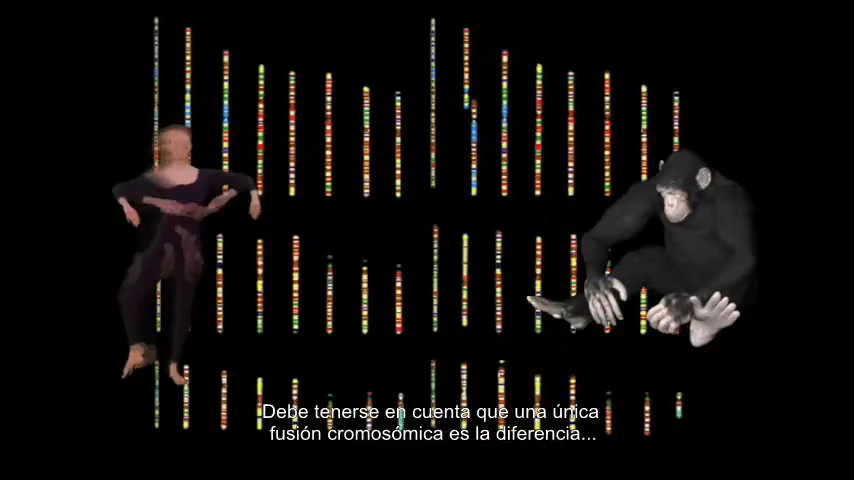 Debe tenerse en cuenta que una única
fusión cromosómica es la diferencia...